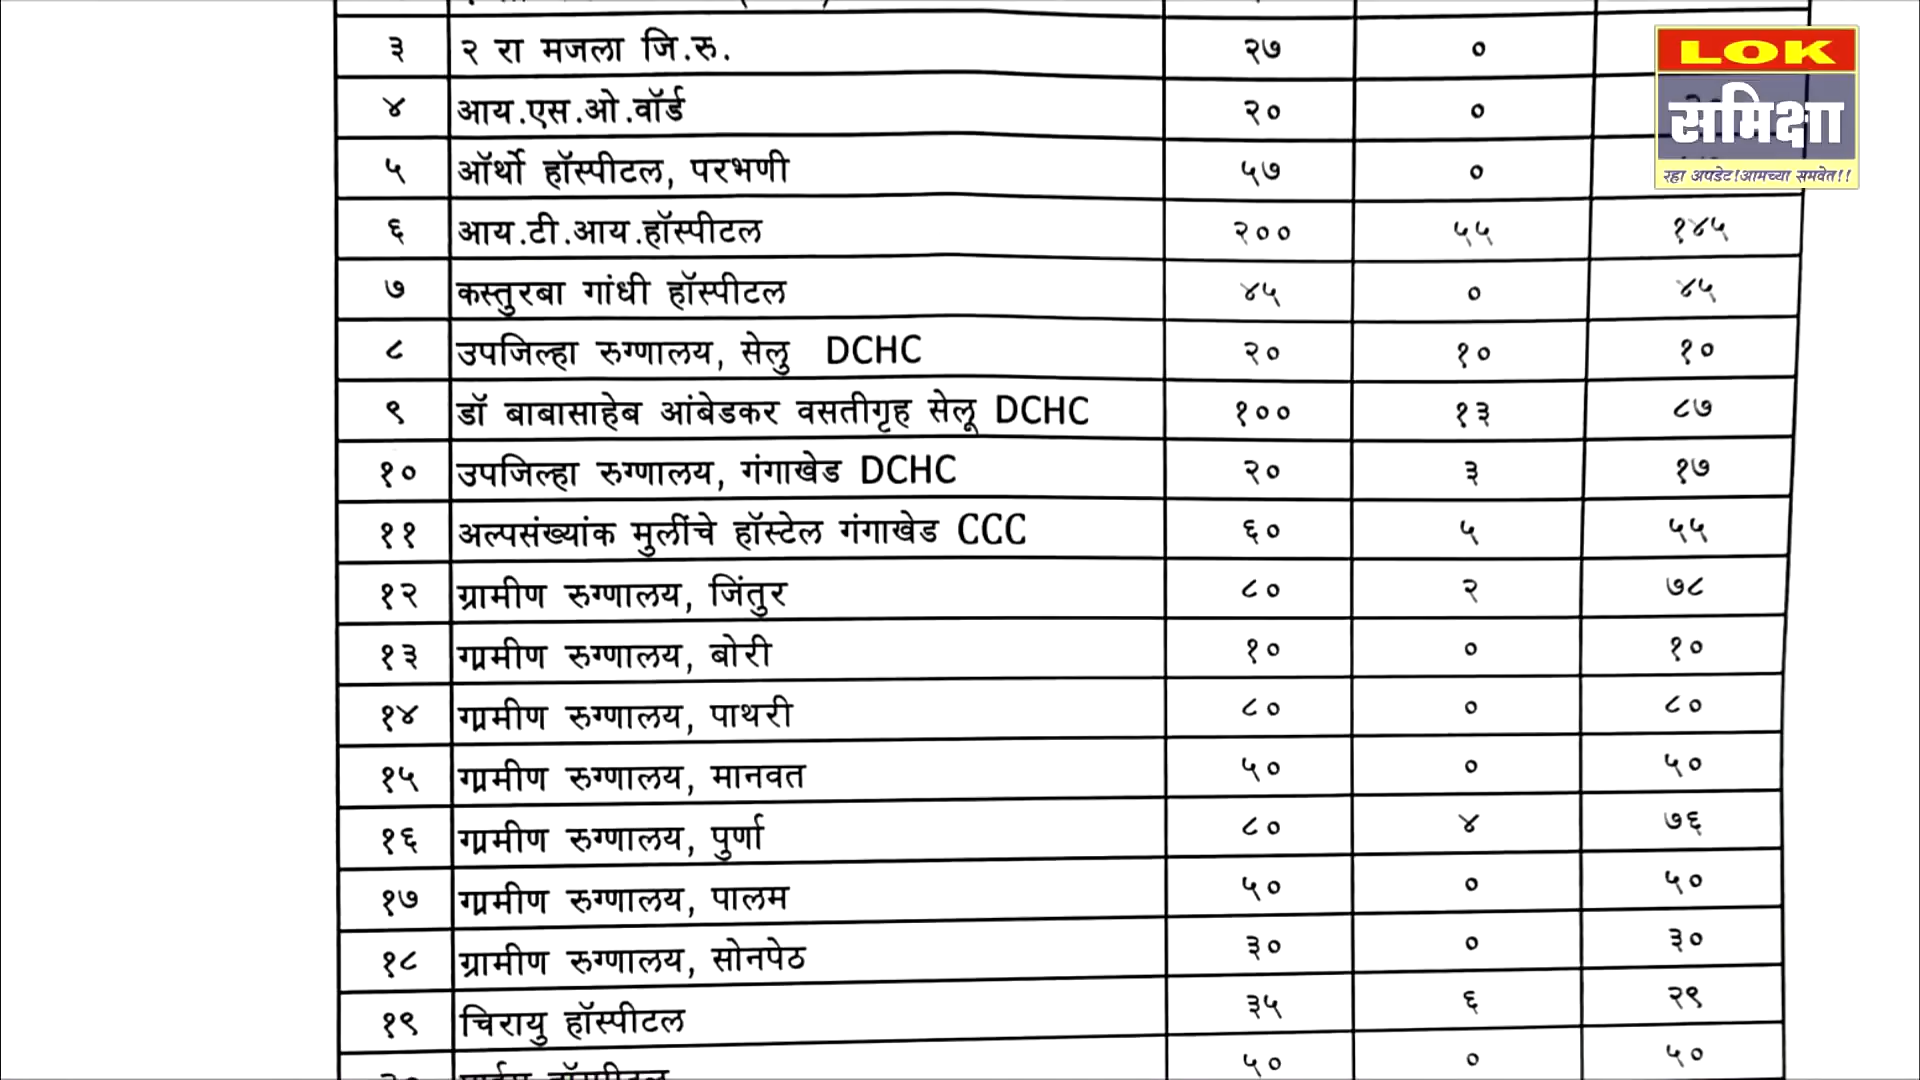 ३ २ रा मजला जि.रु. २७ ०
४ आय.एस.ओ.वॉर्ड २० ०
५ ऑर्थो हॉस्पीटल, परभणी ५७ ०
६ आय.टी.आय.हॉस्पीटल २०० ५५ १४५
७ कस्तुरबा गांधी हॉस्पीटल ४५ ० ४५
८ उपजिल्हा रुग्णालय, सेलु DCHC २० १० १०
९ डॉ बाबासाहेब आंबेडकर वसतीगृह सेलू DCHC १०० १३ ८७
१० उपजिल्हा रुग्णालय, गंगाखेड DCHC २० ३ १७
११ अल्पसंख्यांक मुलींचे हॉस्टेल गंगाखेड CCC ६० ५ ५५
१२ ग्रामीण रुग्णालय, जिंतुर ८० २ ७८
१३ ग्रामीण रुग्णालय, बोरी १० ० १०
१४ ग्रामीण रुग्णालय, पाथरी ८० ० ८०
१५ ग्रामीण रुग्णालय, मानवत ५० ० ५०
१६ ग्रामीण रुग्णालय, पुर्णा ८० ४ ७६
१७ ग्रामीण रुग्णालय, पालम ५० ० ५०
१८ ग्रामीण रुग्णालय, सोनपेठ ३० ० ३०
१९ चिरायु हॉस्पीटल ३५ ६ २९
५० ० ५०
LOK
समिक्षा
रहा अपडेट!आमच्या समवेत!!